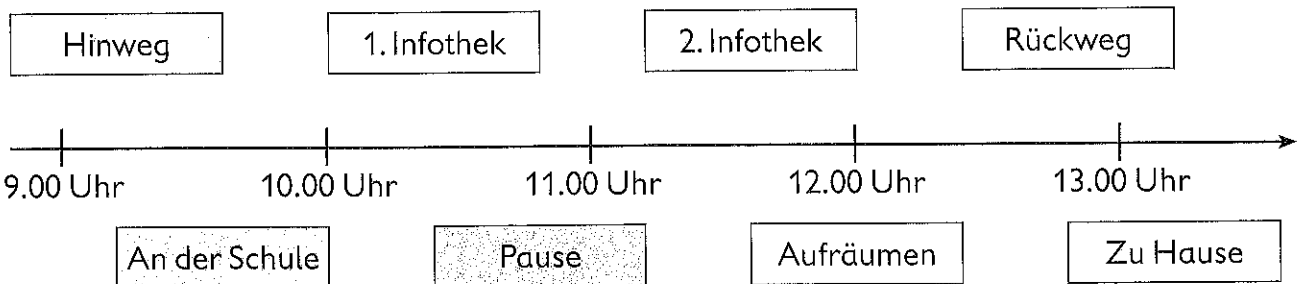 Hinweg 1. Infothek 2. Infothek Rückweg
9.00 Uhr 10.00 Uhr 11.00 Uhr 12.00 Uhr 13.00 Uhr
An der Schule Pause Aufräumen Zu Hause